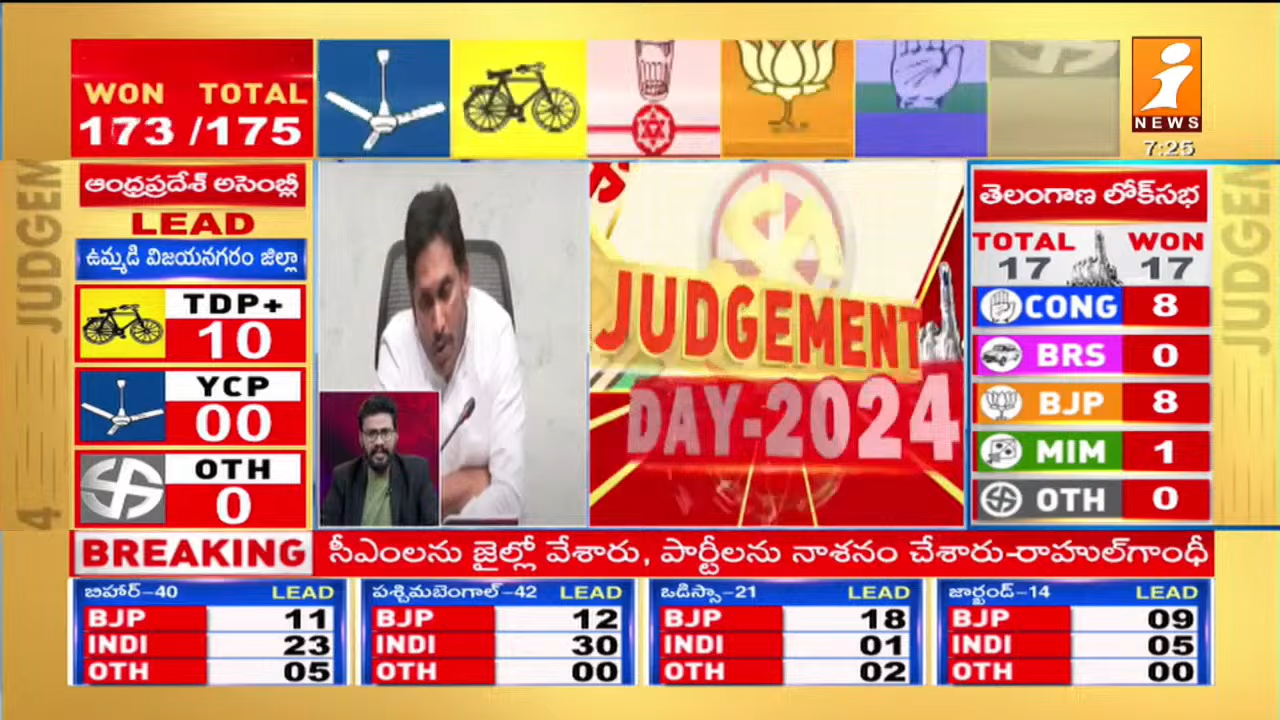 WON TOTAL
173 /175
i
NEWS
7:25
ఆంధ్రప్రదేశ్ అసెంబ్లీ
LEAD
ఉమ్మడి విజయనగరం జిల్లా
TDP+
10
YCP
00
OTH
0
JUDGEMENT
DAY-2024
తెలంగాణ లోక్‌సభ
TOTAL WON
17 17
CONG 8
BRS 0
BJP 8
MIM 1
OTH 0
JUDGEM
4
JUDGE
BREAKING
సీఎంలను జైల్లో వేశారు, పార్టీలను నాశనం చేశారు-రాహుల్‌గాంధీ
బిహార్-40 LEAD
BJP 11
INDI 23
OTH 05
పశ్చిమబెంగాల్-42 LEAD
BJP 12
INDI 30
OTH 00
ఒడిస్సా-21 LEAD
BJP 18
INDI 01
OTH 02
జార్ఖండ్-14 LEAD
BJP 09
INDI 05
OTH 00